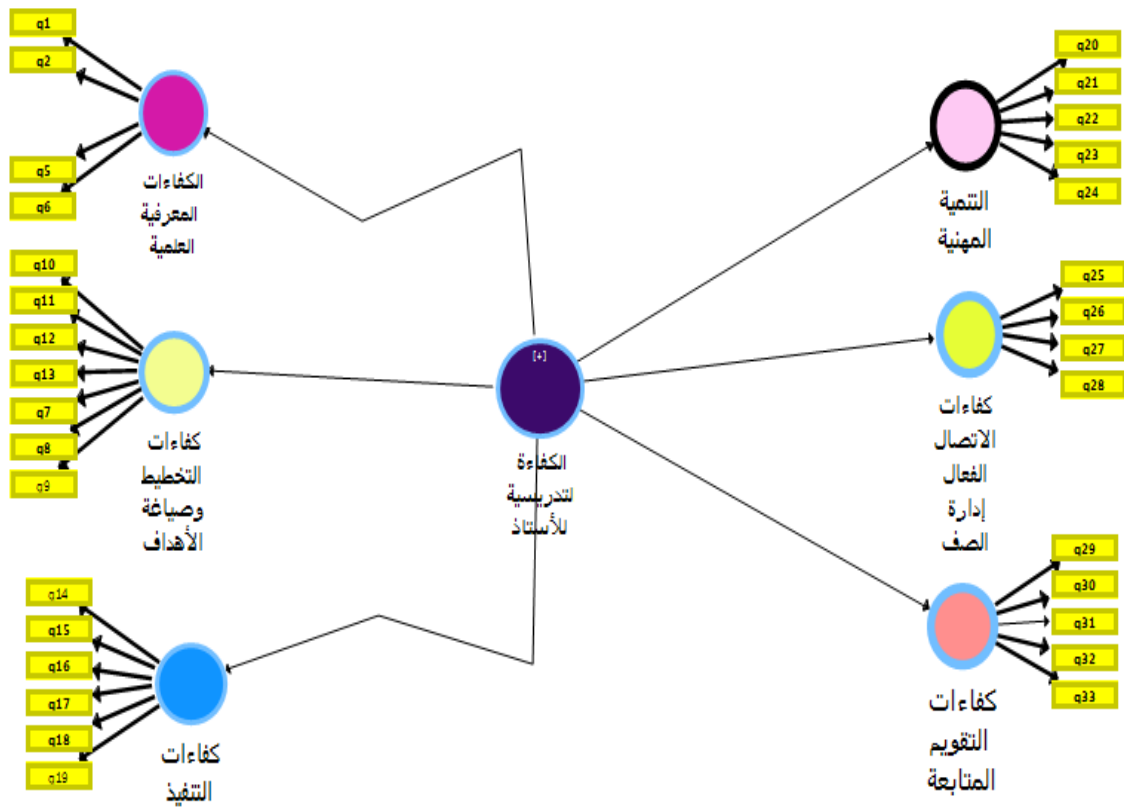 q1
q2
q5
q6
الكفاءات
المعرفية
العلمية
q10
q11
q12
q13
q7
q8
q9
كفاءات
التخطيط
وصياغة
الأهداف
q14
q15
q16
q17
q18
q19
كفاءات
التنفيذ
[+]
الكفاءة
لتدريسية
للأستاذ
q20
q21
q22
q23
q24
التنمية
المهنية
q25
q26
q27
q28
كفاءات
الاتصال
الفعال
إدارة
الصف
q29
q30
q31
q32
q33
كفاءات
التقويم
المتابعة